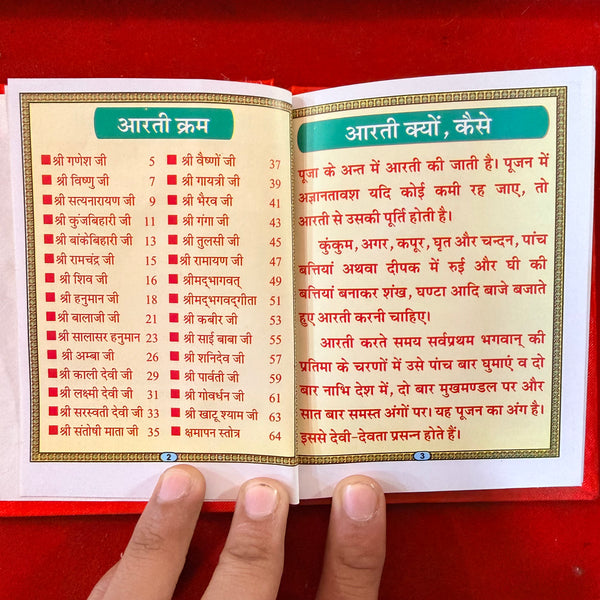 आरती क्रम
श्री गणेश जी 5
श्री विष्णु जी 7
श्री सत्यनारायण जी 9
श्री कुंजबिहारी जी 11
श्री बांकेबिहारी जी 13
श्री रामचंद्र जी 15
श्री शिव जी 16
श्री हनुमान जी 18
श्री बालाजी जी 21
श्री सालासर हनुमान 23
श्री अम्बा जी 26
श्री काली देवी जी 29
श्री लक्ष्मी देवी जी 31
श्री सरस्वती देवी जी 33
श्री संतोषी माता जी 35
श्री वैष्णों जी 37
श्री गायत्री जी 39
श्री भैरव जी 41
श्री गंगा जी 43
श्री तुलसी जी 45
श्री रामायण जी 47
श्रीमद्भागवत् 49
श्रीमद्भगवद्गीता 51
श्री कबीर जी 53
श्री साई बाबा जी 55
श्री शनिदेव जी 57
श्री पार्वती जी 59
श्री गोवर्धन जी 61
श्री खाटू श्याम जी 63
क्षमापन स्तोत्र 64
2
आरती क्यों, कैसे
पूजा के अन्त में आरती की जाती है। पूजन में
अज्ञानतावश यदि कोई कमी रह जाए, तो
आरती से उसकी पूर्ति होती है।
कुंकुम, अगर, कपूर, घृत और चन्दन, पांच
बत्तियां अथवा दीपक में रुई और घी की
बत्तियां बनाकर शंख, घण्टा आदि बाजे बजाते
हुए आरती करनी चाहिए।
आरती करते समय सर्वप्रथम भगवान् की
प्रतिमा के चरणों में उसे पांच बार घुमाएं व दो
बार नाभि देश में, दो बार मुखमण्डल पर और
सात बार समस्त अंगों पर। यह पूजन का अंग है।
इससे देवी-देवता प्रसन्न होते हैं।
3